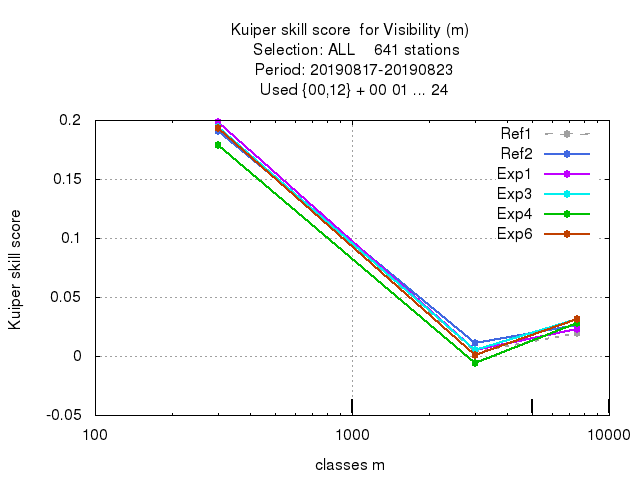 Kuiper skill score  for Visibility (m)
Selection: ALL    641 stations
Period: 20190817-20190823
Used {00,12} + 00 01 ... 24
0.2
0.15
0.1
0.05
0
-0.05
Kuiper skill score
Ref1
Ref2
Exp1
Exp3
Exp4
Exp6
100 1000 10000
classes m